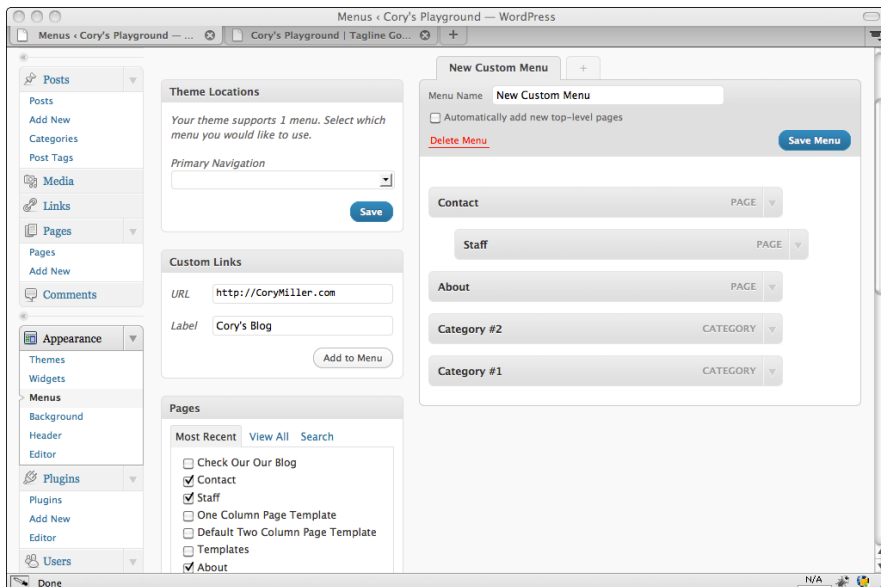 Menus ‹ Cory's Playground — WordPress
Menus ‹ Cory's Playground — ...
Cory's Playground | Tagline Go...
+
Posts
Posts
Add New
Categories
Post Tags
Media
Links
Pages
Pages
Add New
Comments
Appearance
Themes
Widgets
Menus
Background
Header
Editor
Plugins
Plugins
Add New
Editor
Users
Theme Locations
Your theme supports 1 menu. Select which
menu you would like to use.
Primary Navigation
Save
Custom Links
URL http://CoryMiller.com
Label Cory's Blog
Add to Menu
Pages
Most Recent View All Search
Check Our Our Blog
Contact
Staff
One Column Page Template
Default Two Column Page Template
Templates
About
New Custom Menu +
Menu Name New Custom Menu
Automatically add new top-level pages
Delete Menu Save Menu
Contact PAGE
Staff PAGE
About PAGE
Category #2 CATEGORY
Category #1 CATEGORY
Done N/A